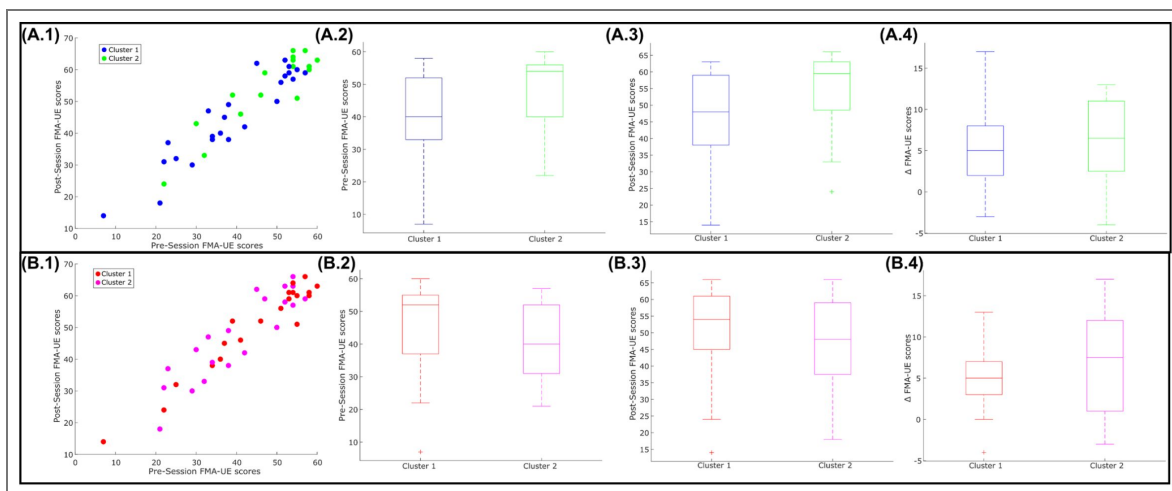 (A.1)
70
60
50
40
30
20
10
0
10
20
30
40
50
60
Post-Session FMA-UE scores
Pre-Session FMA-UE scores
Cluster 1
Cluster 2
(A.2)
60
50
40
30
20
10
Pre-Session FMA-UE scores
Cluster 1
Cluster 2
(A.3)
65
60
55
50
45
40
35
30
25
20
15
Post-Session FMA-UE scores
Cluster 1
Cluster 2
(A.4)
15
10
5
0
-5
Δ FMA-UE scores
Cluster 1
Cluster 2
(B.1)
70
60
50
40
30
20
10
0
10
20
30
40
50
60
Post-Session FMA-UE scores
Pre-Session FMA-UE scores
Cluster 1
Cluster 2
(B.2)
60
50
40
30
20
10
Pre-Session FMA-UE scores
Cluster 1
Cluster 2
(B.3)
65
60
55
50
45
40
35
30
25
20
15
Post-Session FMA-UE scores
Cluster 1
Cluster 2
(B.4)
15
10
5
0
-5
Δ FMA-UE scores
Cluster 1
Cluster 2